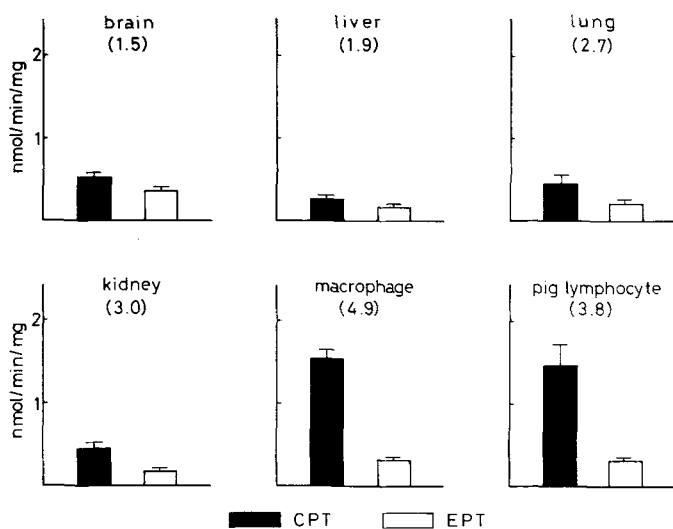 brain
(1.5)
liver
(1.9)
lung
(2.7)
2
1
nmol/min/mg
kidney
(3.0)
macrophage
(4.9)
pig lymphocyte
(3.8)
2
1
nmol/min/mg
CPT
EPT